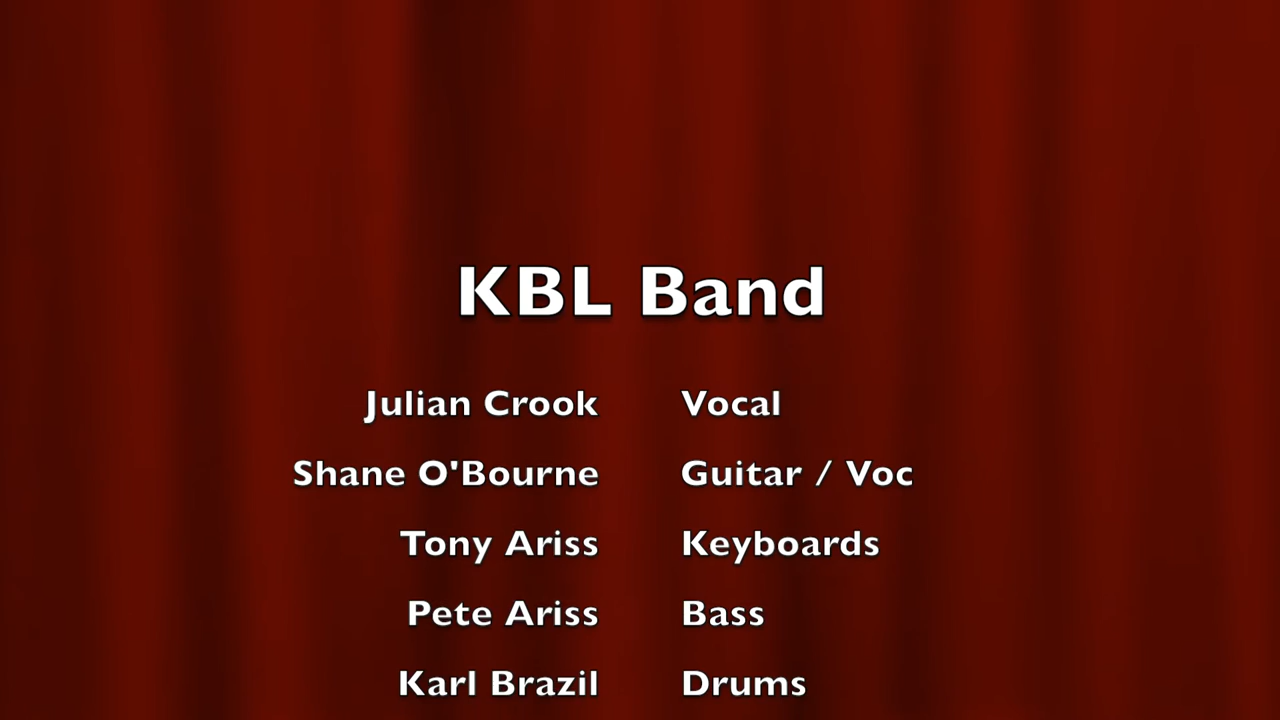 KBL Band
Julian Crook Vocal
Shane O'Bourne Guitar / Voc
Tony Ariss Keyboards
Pete Ariss Bass
Karl Brazil Drums